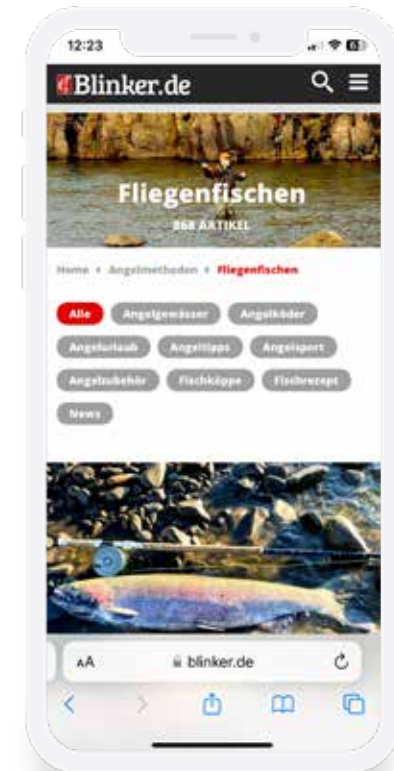 12:23
Blinker.de
Fliegenfischen
868 ARTIKEL
Home Angelmethoden Fliegenfischen
Alle Angelgewässer Angelköder
Angelurlaub Angeltipps Angelsport
Angelzubehör Fischköppe Fischrezept
News
AA blinker.de